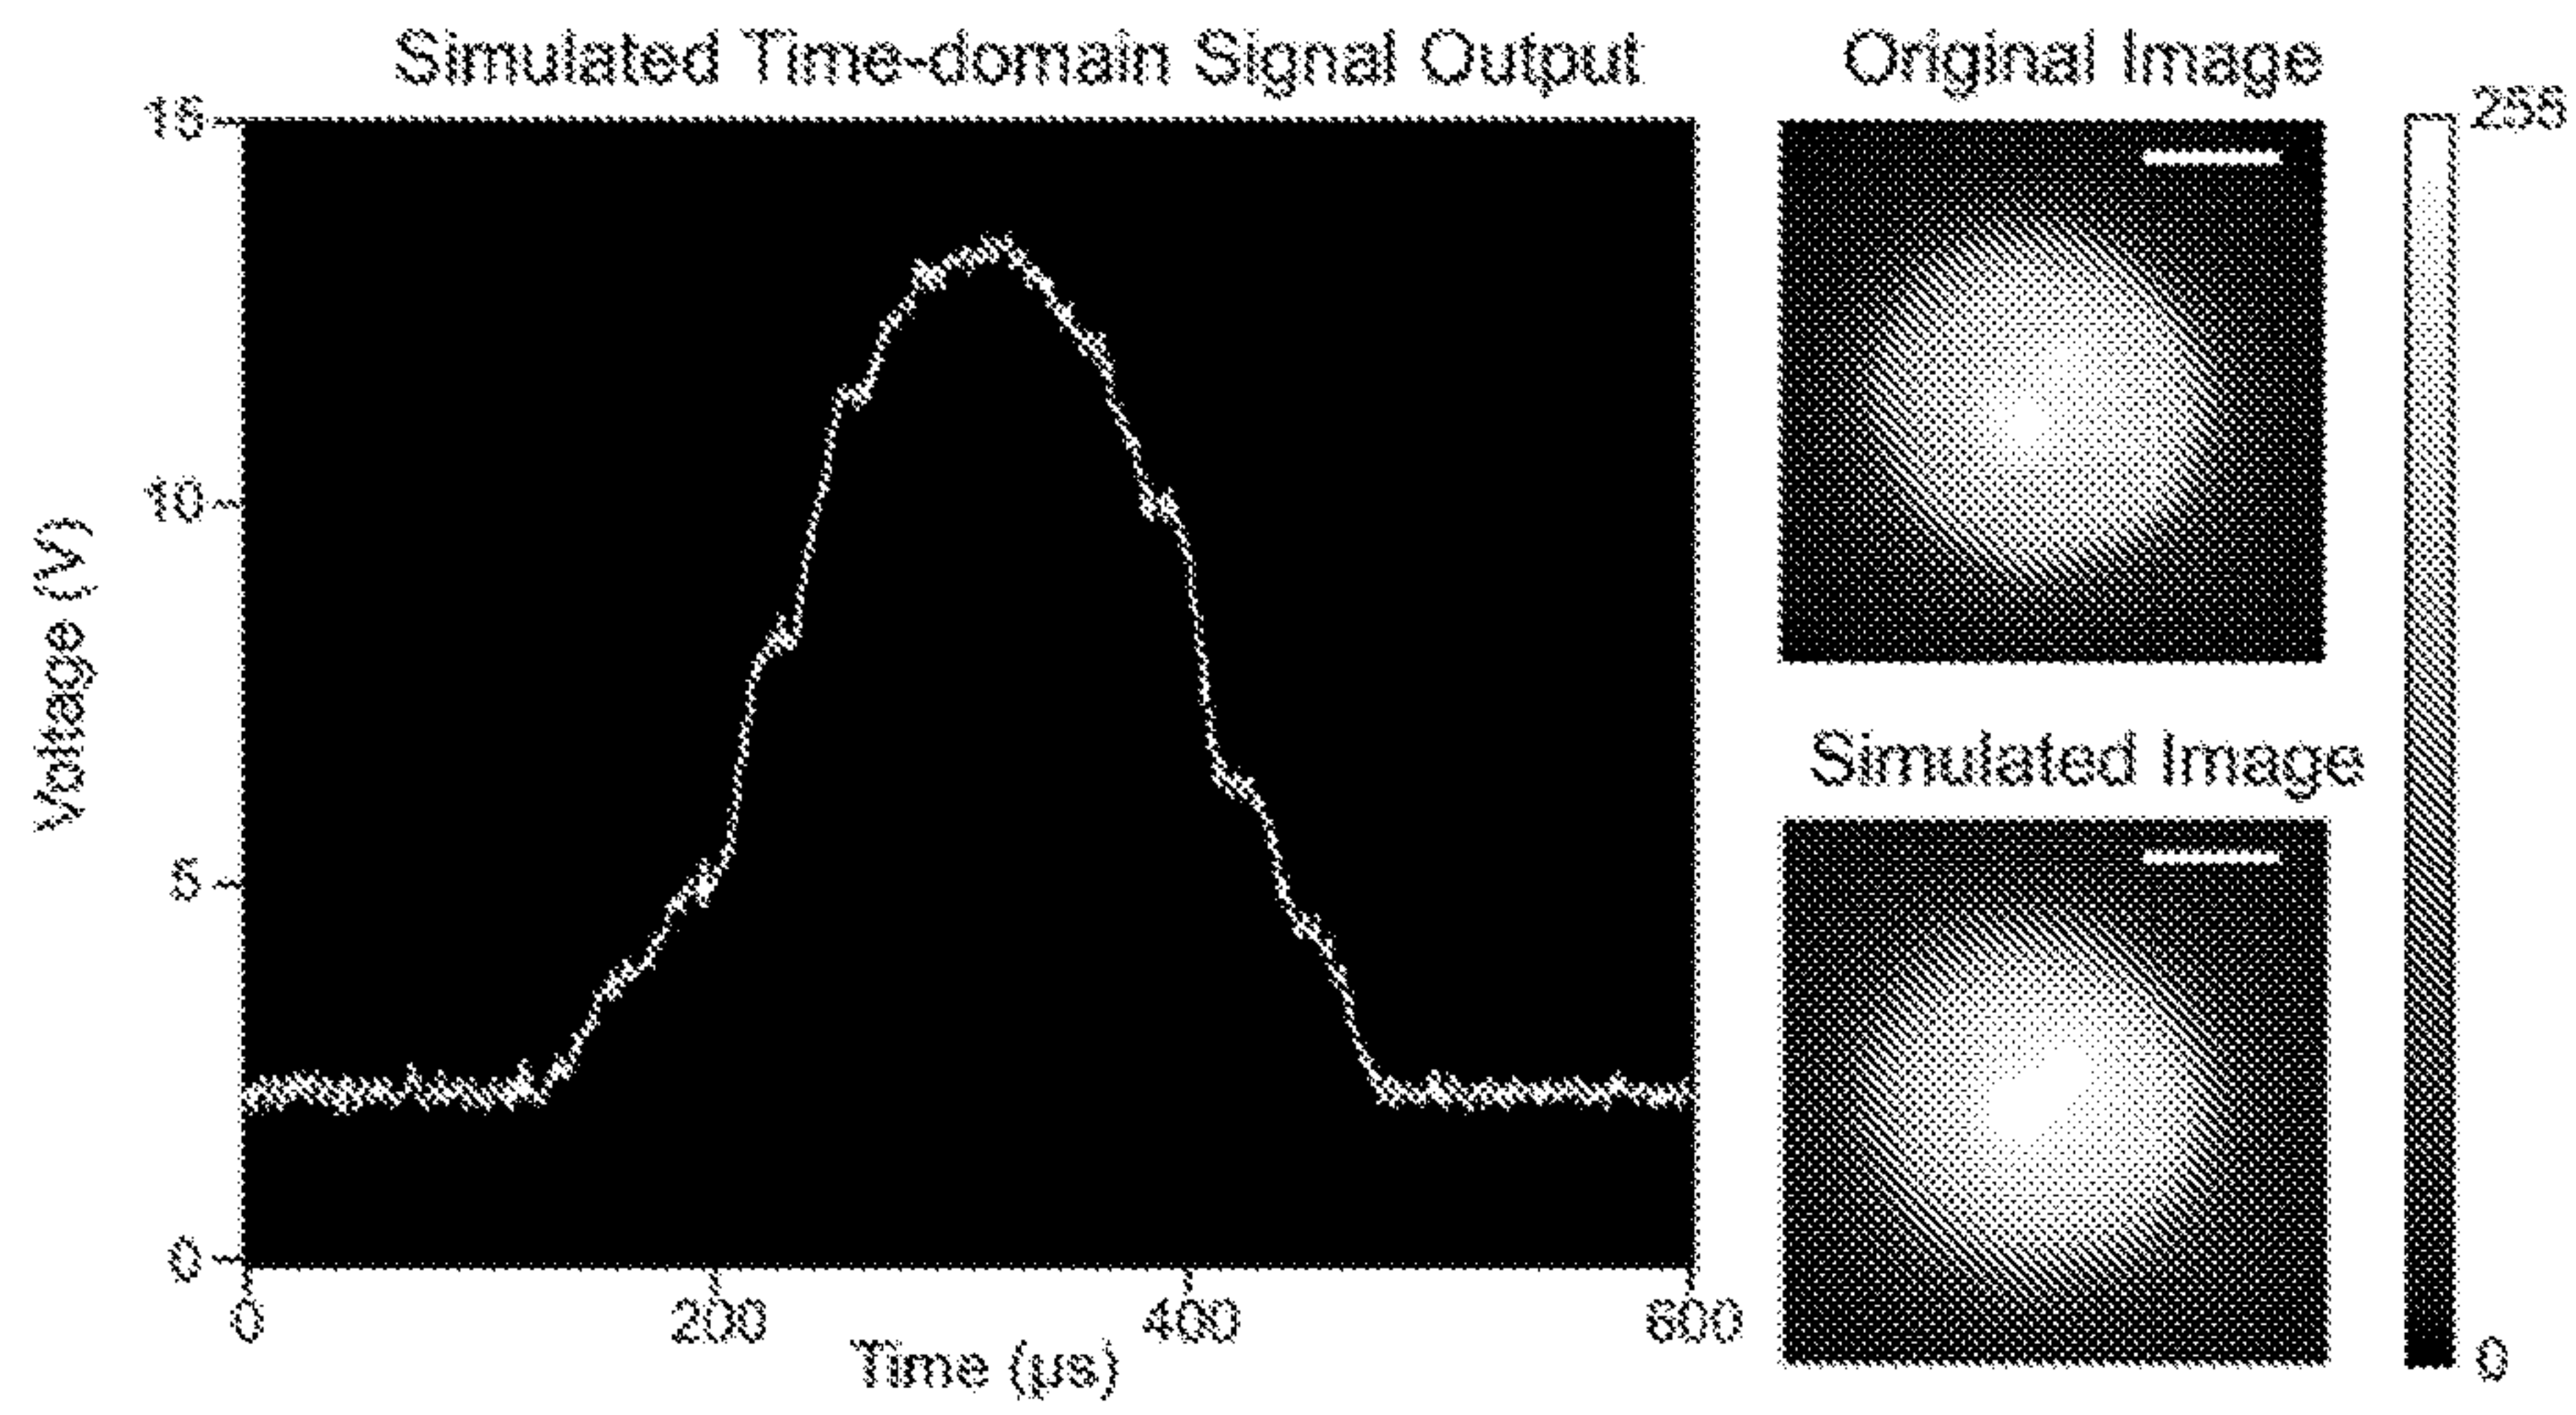 Simulated Time-domain Signal Output
15
10
5
0
Voltage (V)
0
200
400
600
Time (μs)
Original Image
Simulated Image
255
0